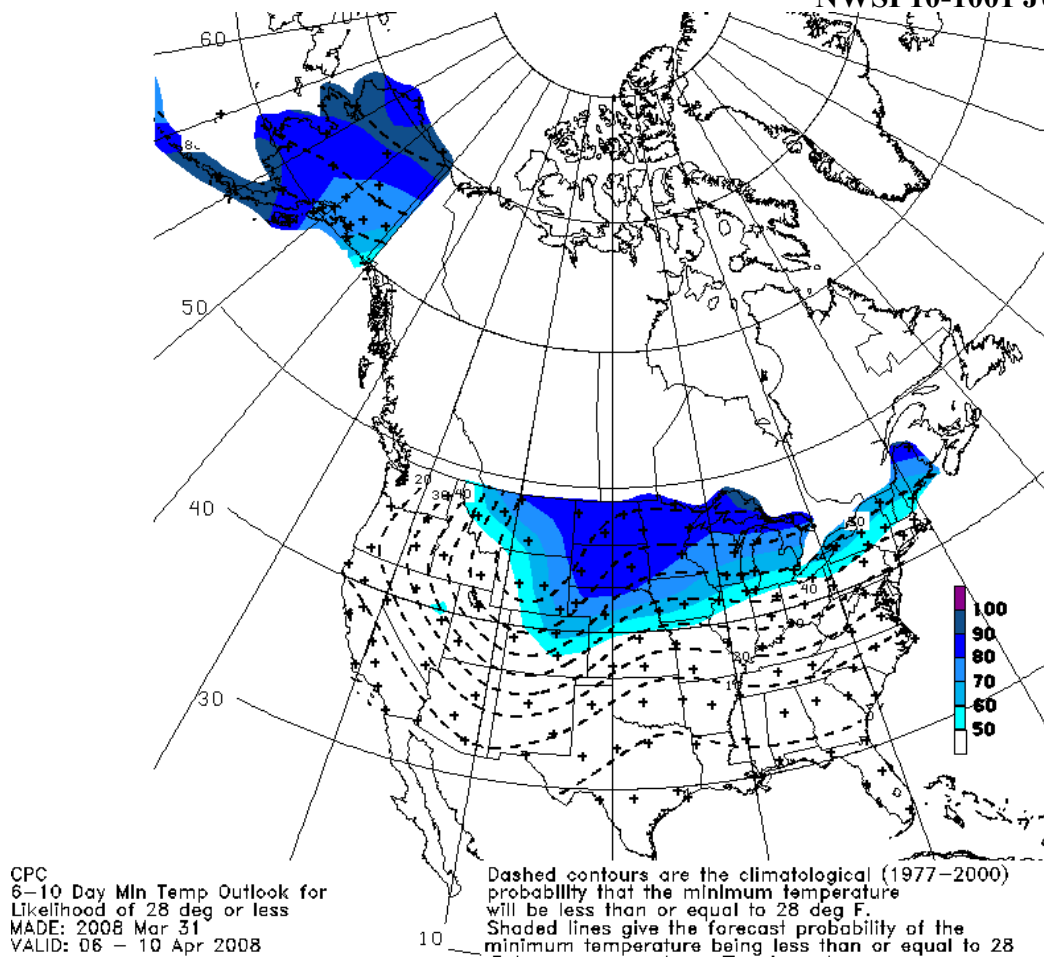 NWSI 10-1001
60
50
40
30
10
20
30
40
50
40
100
90
80
70
60
50
CPC
6-10 Day Min Temp Outlook for
Likelihood of 28 deg or less
MADE: 2008 Mar 31
VALID: 06 - 10 Apr 2008
Dashed contours are the climatological (1977-2000)
probability that the minimum temperature
will be less than or equal to 28 deg F.
Shaded lines give the forecast probability of the
minimum temperature being less than or equal to 28